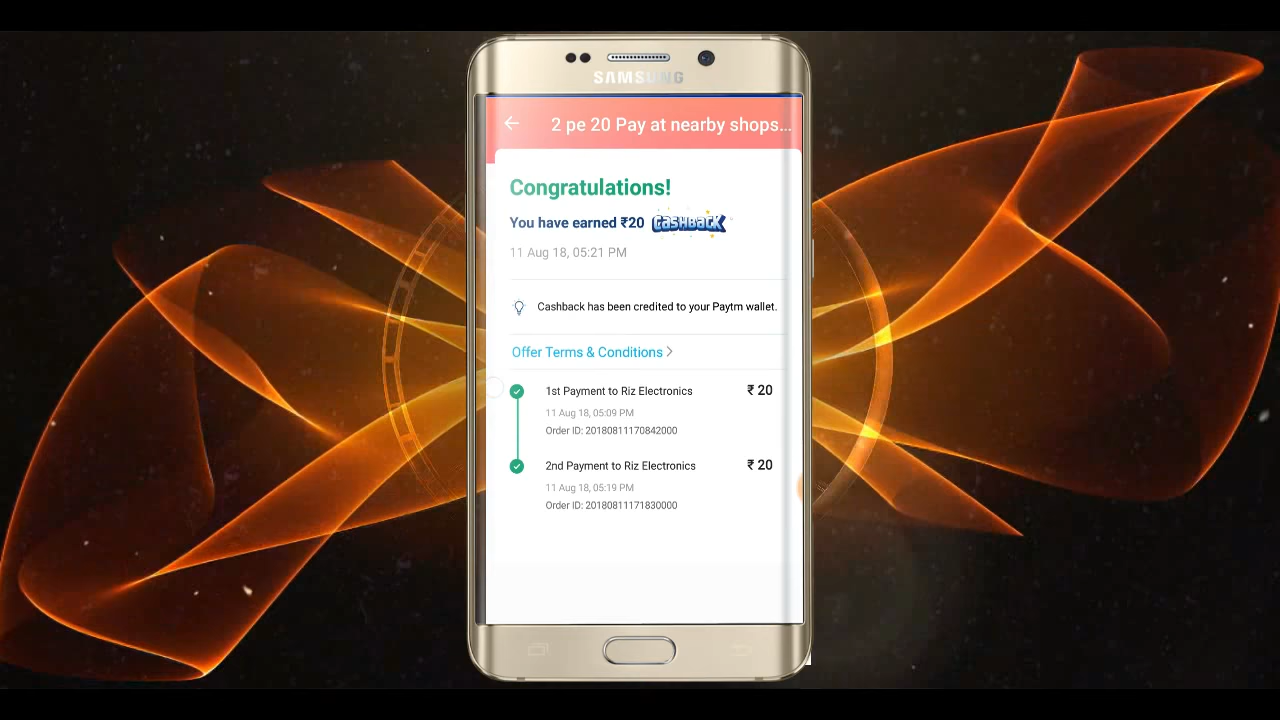 SAMSUNG
2 pe 20 Pay at nearby shops...
Congratulations!
You have earned ₹20 CASHBACK
11 Aug 18, 05:21 PM
Cashback has been credited to your Paytm wallet.
Offer Terms & Conditions >
1st Payment to Riz Electronics ₹ 20
11 Aug 18, 05:09 PM
Order ID: 20180811170842000
2nd Payment to Riz Electronics ₹ 20
11 Aug 18, 05:19 PM
Order ID: 20180811171830000